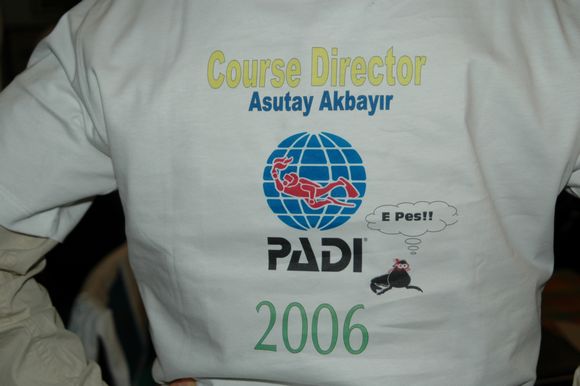 Course Director
Asutay Akbayır
E Pes!!
PADI®
2006